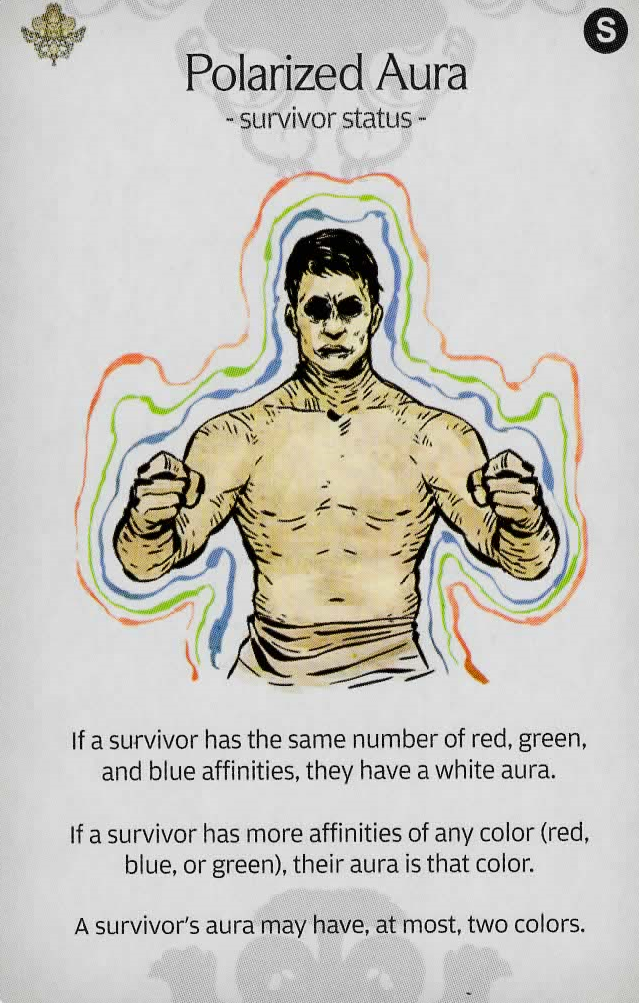 S
Polarized Aura
- survivor status -
If a survivor has the same number of red, green,
and blue affinities, they have a white aura.
If a survivor has more affinities of any color (red,
blue, or green), their aura is that color.
A survivor's aura may have, at most, two colors.